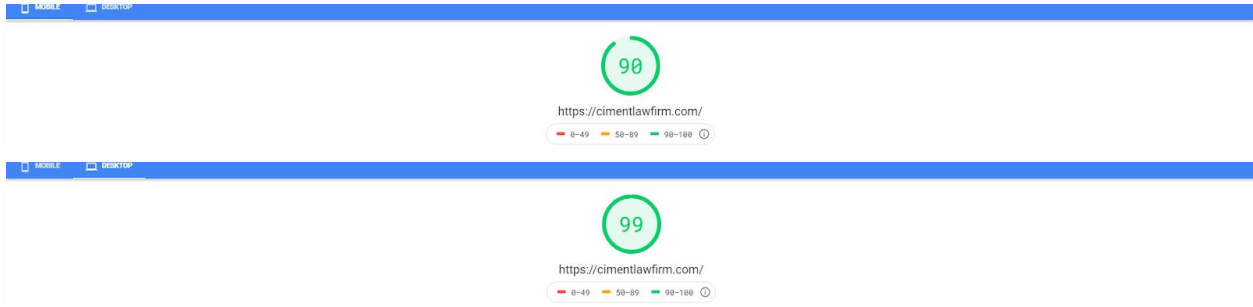 MOBILE DESKTOP
90
https://cimentlawfirm.com/
0-49 50-89 90-100
MOBILE DESKTOP
99
https://cimentlawfirm.com/
0-49 50-89 90-100